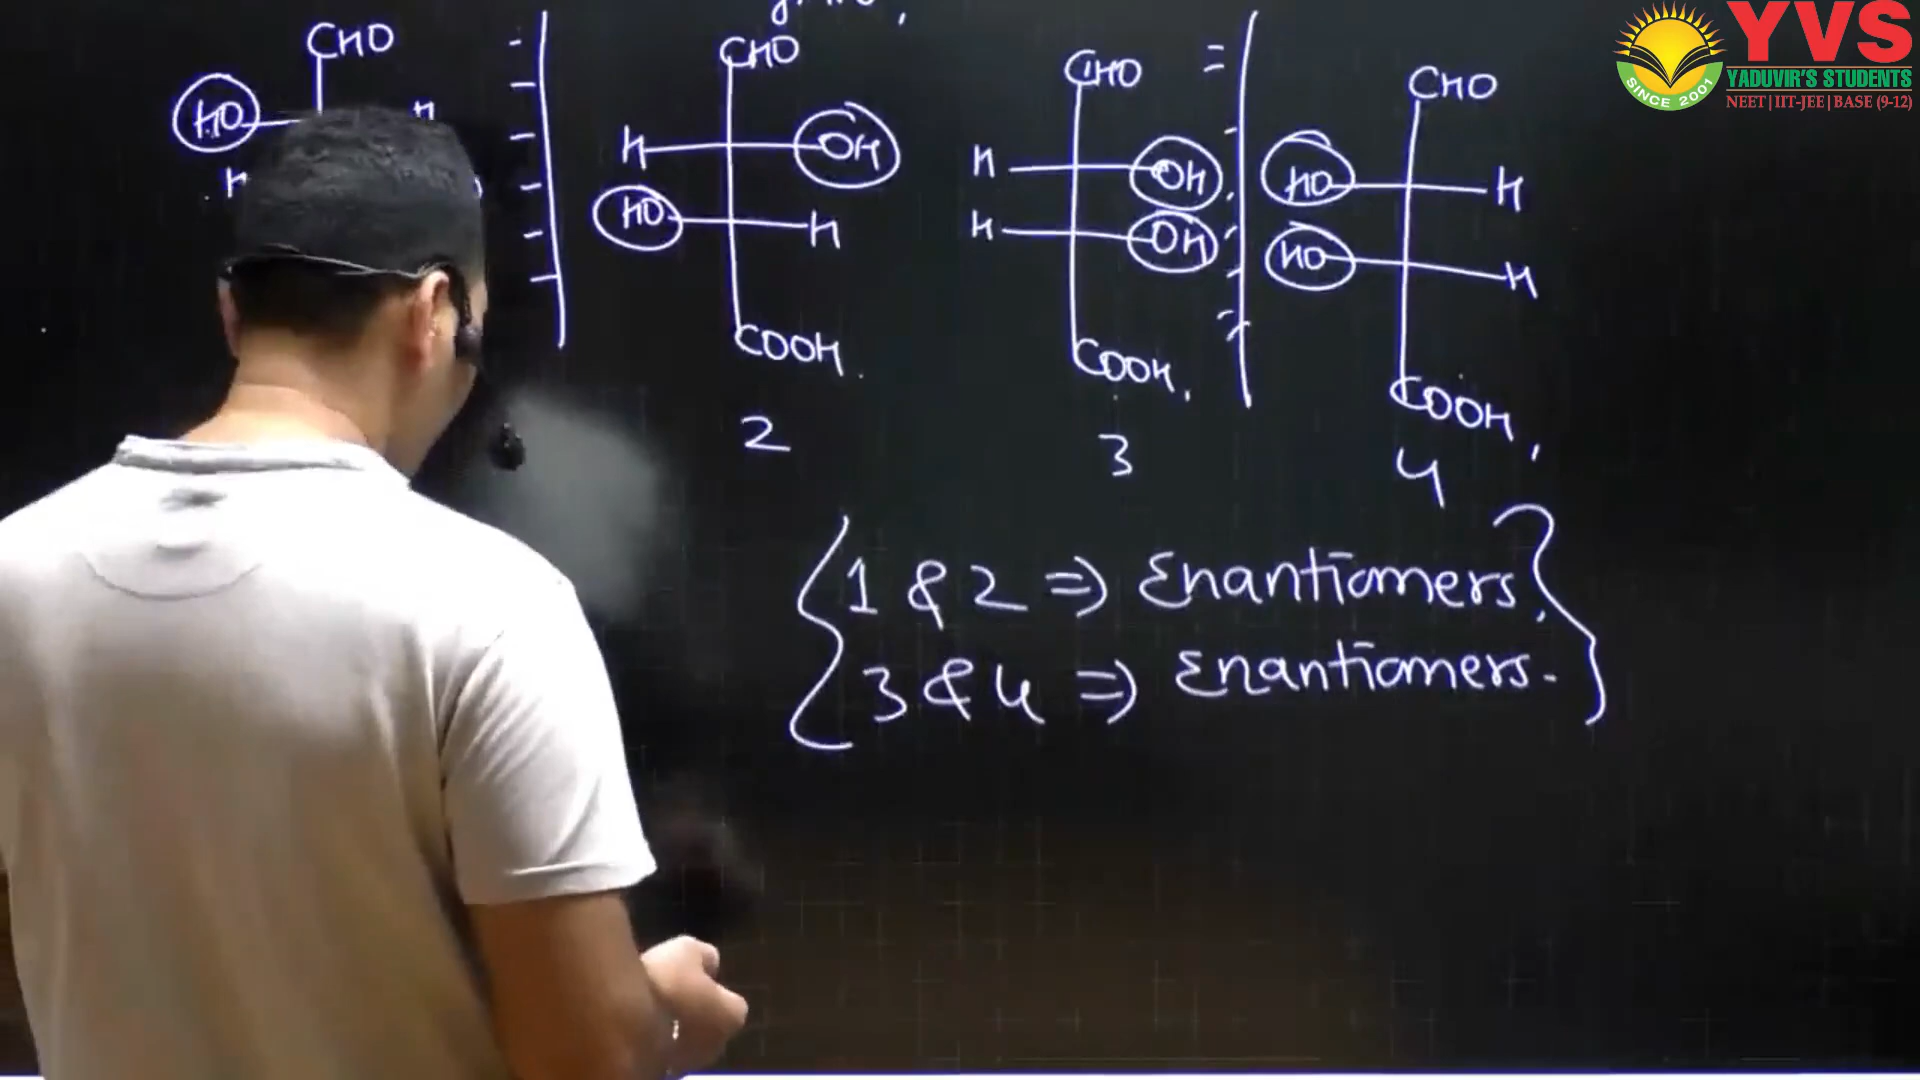 CHO
CHO
CHO
CHO
HO
H
H
OH
H
OH
HO
H
H
HO
H
H
OH
HO
H
COOH.
COOH.
COOH,
2
3
4
1 & 2 => Enantiomers.
3 & 4 => Enantiomers.
YVS
YADUVIR'S STUDENTS
NEET | IIT-JEE | BASE (9-12)
SINCE 2001